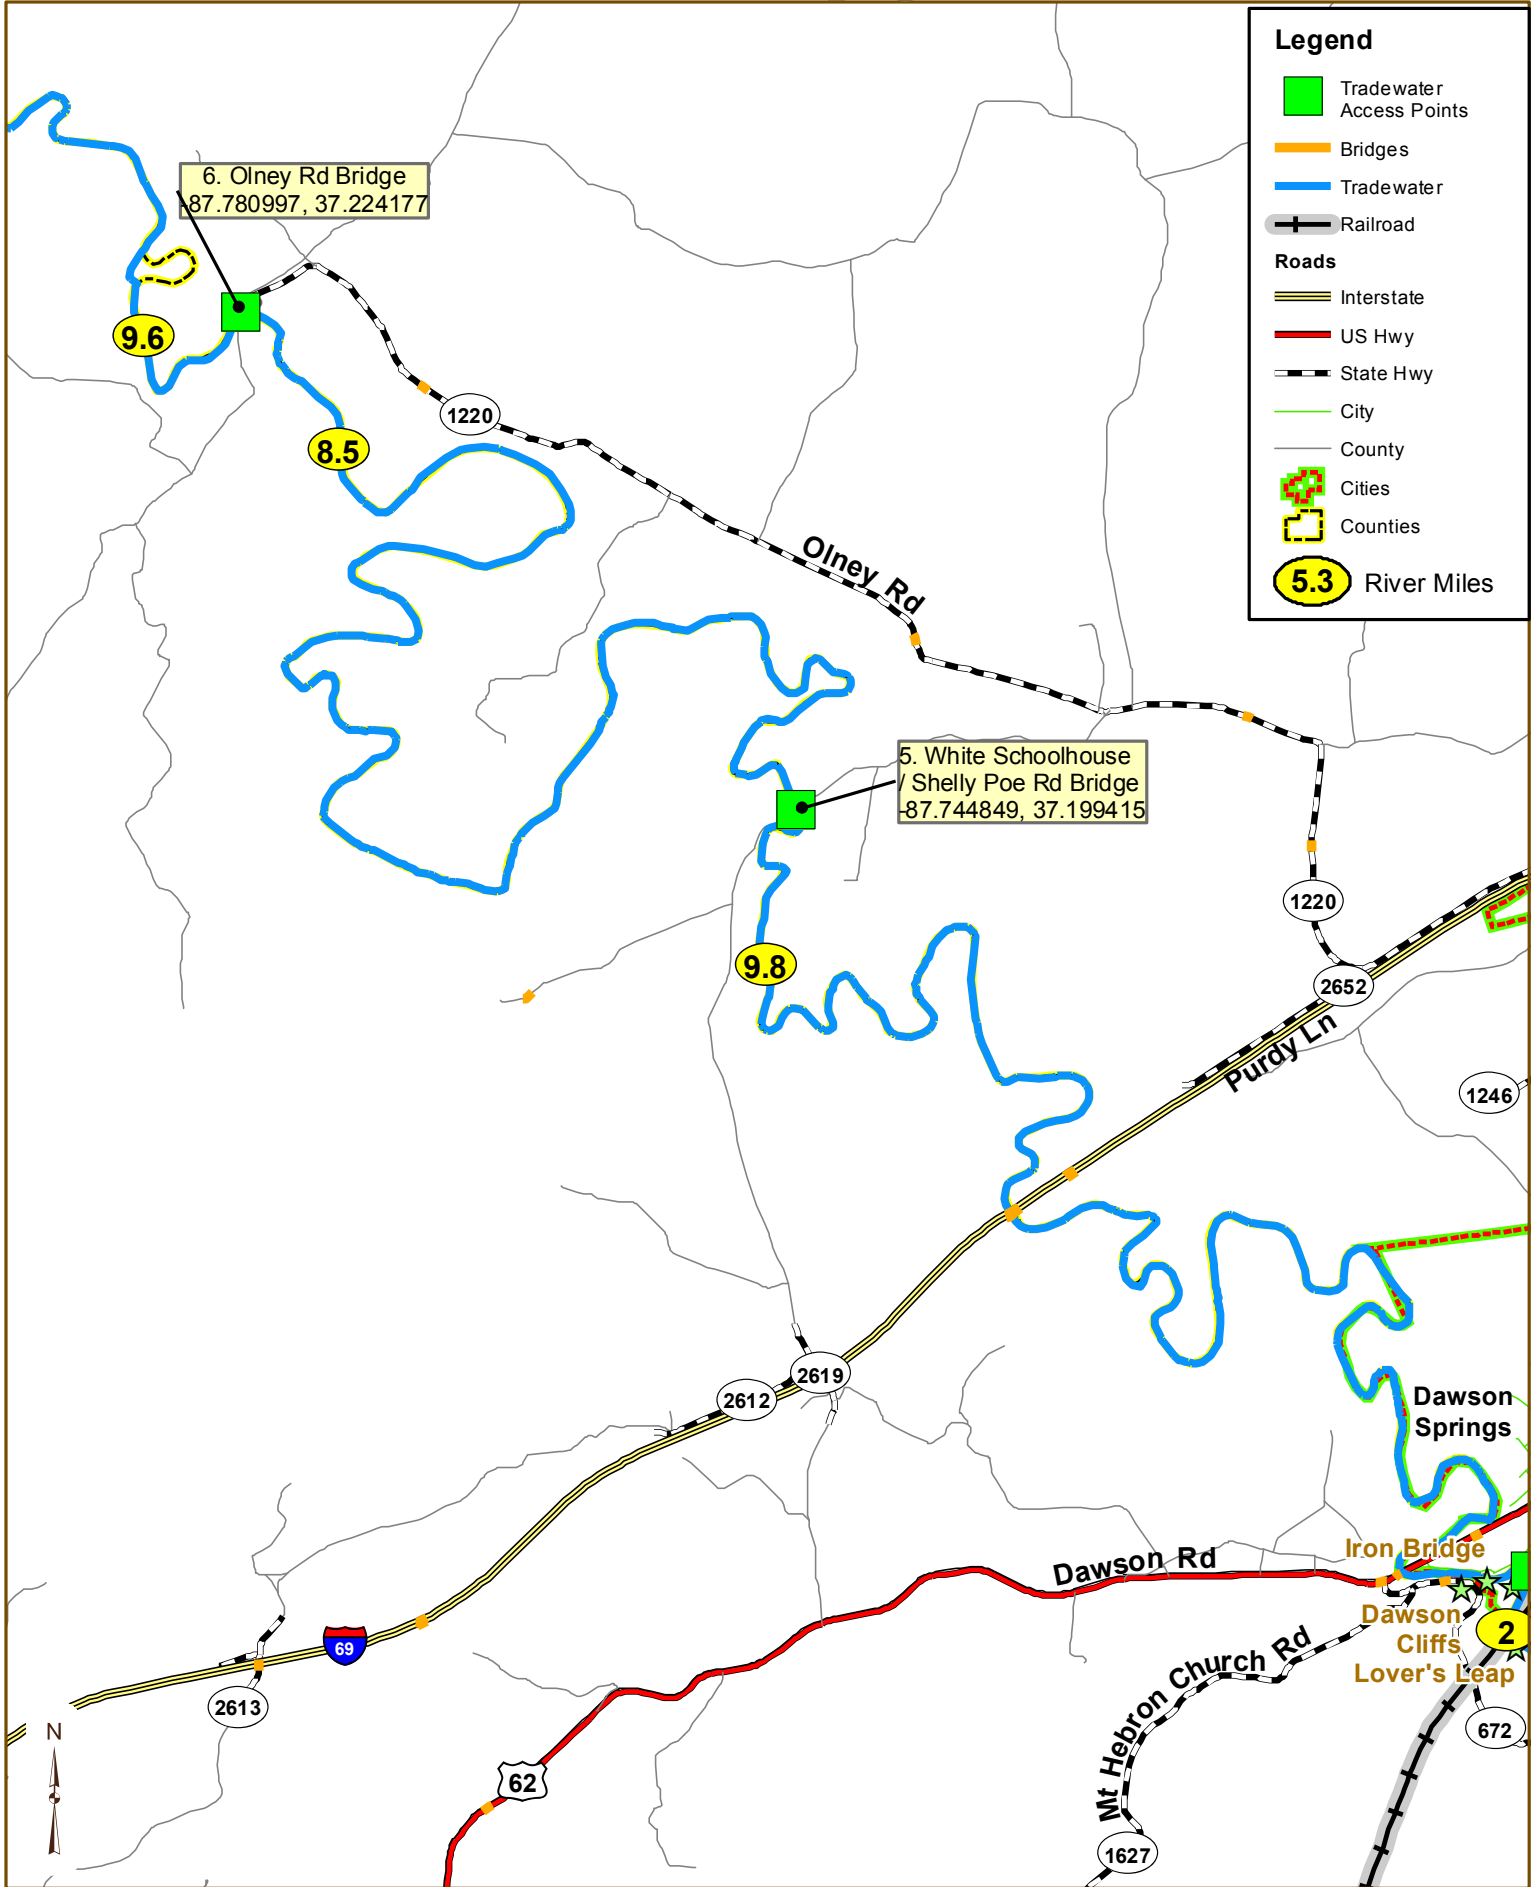 Legend
Tradewater
Access Points
Bridges
Tradewater
Railroad
Roads
Interstate
US Hwy
State Hwy
City
County
Cities
Counties
5.3 River Miles
6. Olney Rd Bridge
-87.780997, 37.224177
9.6
8.5
1220
Olney Rd
5. White Schoolhouse
/ Shelly Poe Rd Bridge
-87.744849, 37.199415
1220
9.8
2652
Purdy Ln
1246
2619
2612
Dawson
Springs
Iron Bridge
Dawson Rd
Dawson
Cliffs
Lover's Leap
2
69
2613
Mt Hebron Church Rd
672
N
62
1627